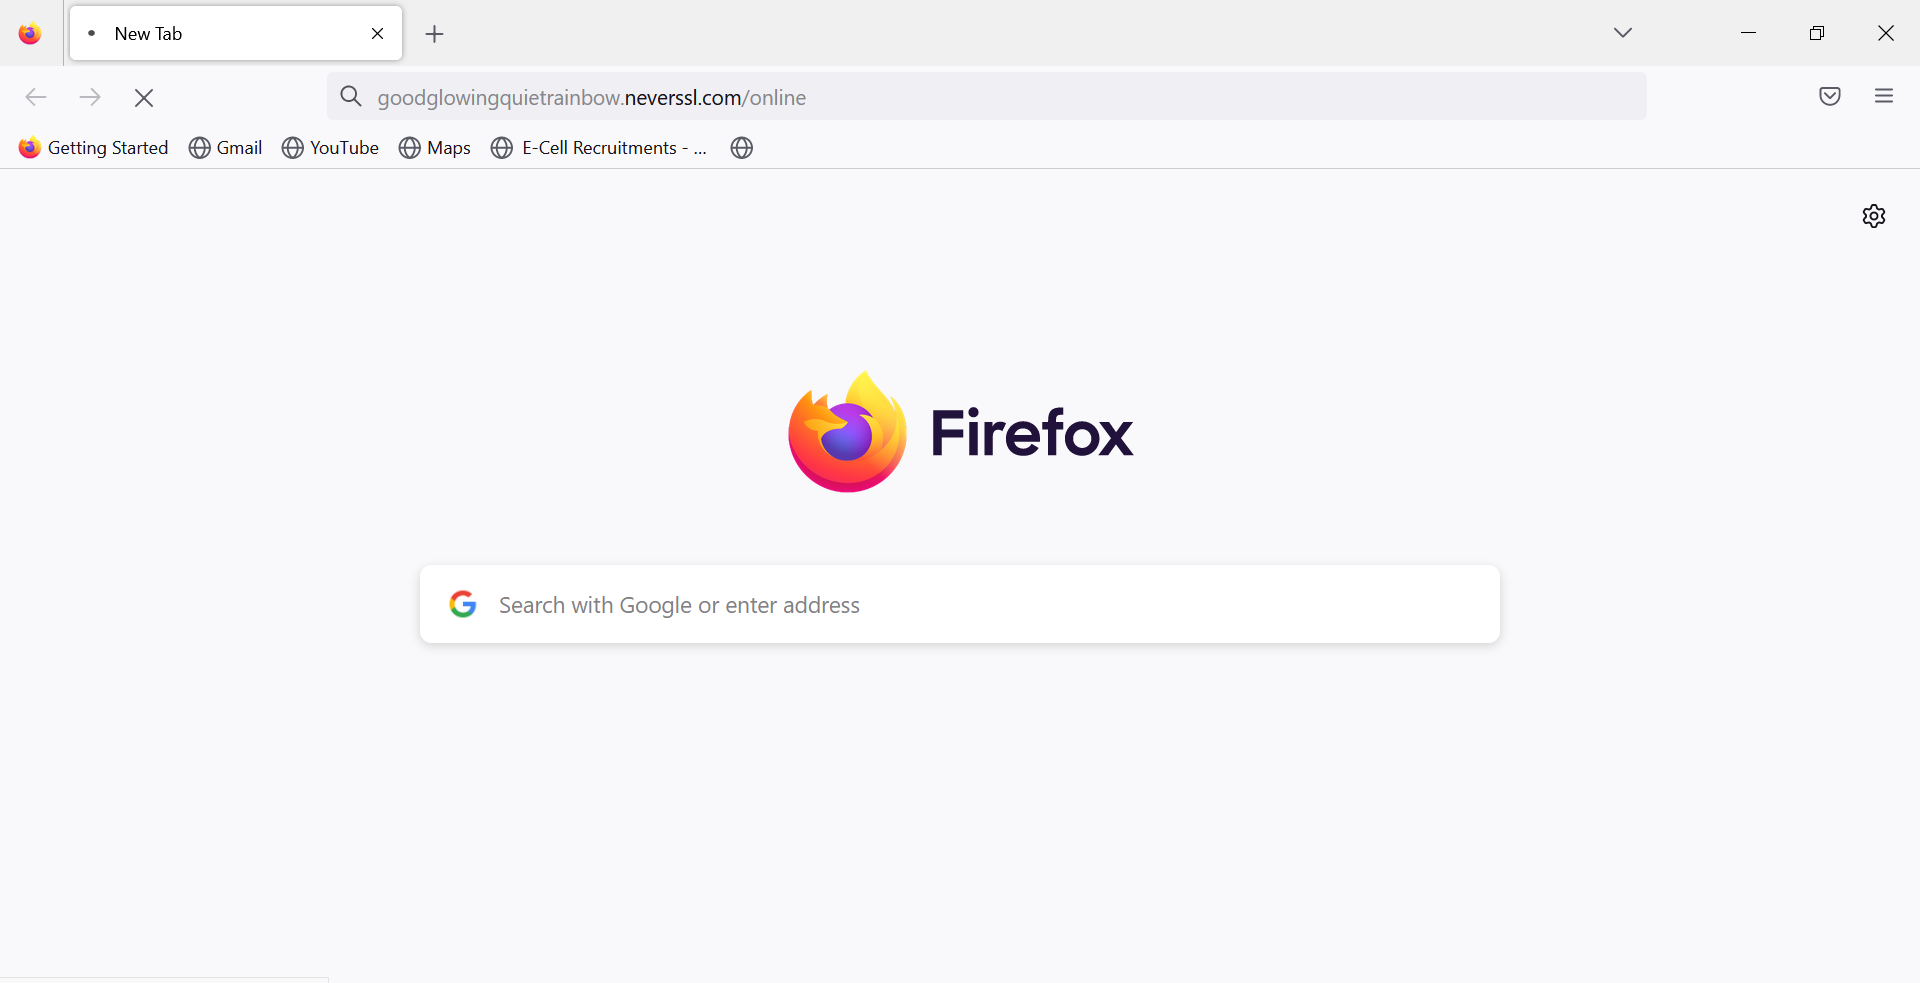 New Tab
goodglowingquietrainbow.neverssl.com/online
Getting Started Gmail YouTube Maps E-Cell Recruitments - ...
Firefox
Search with Google or enter address